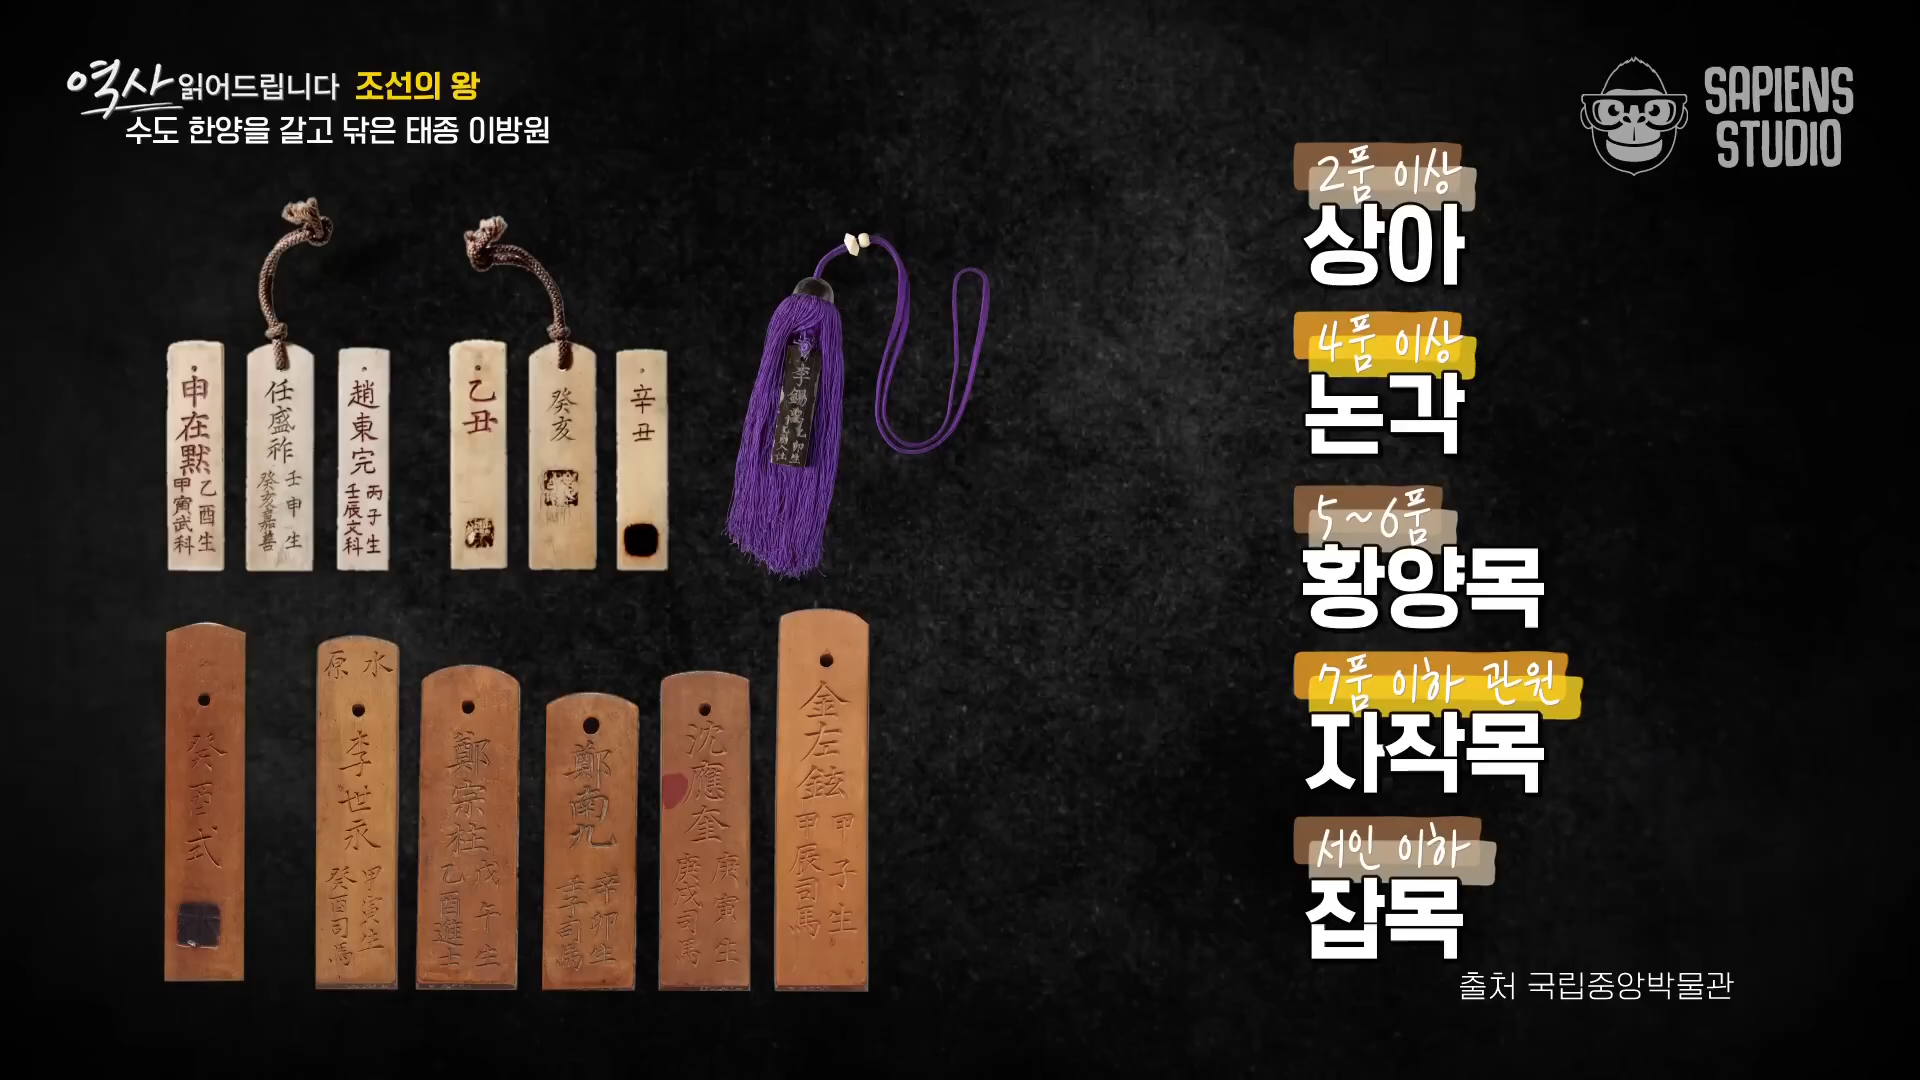 역사 읽어드립니다 조선의 왕
수도 한양을 갈고 닦은 태종 이방원
SAPIENS
STUDIO
2품 이상
상아
4품 이상
논각
5~6품
황양목
7품 이하 관원
자작목
서인 이하
잡목
출처 국립중앙박물관
申在默
乙酉生
甲寅武科
任盛祚
壬申生
癸亥嘉善
趙東完
丙子生
壬辰文科
乙丑
癸亥
辛丑
癸酉式
水原
李世永
甲寅生
癸酉司馬
鄭宗柱
戊午生
乙酉進士
鄭南九
辛卯生
壬子司馬
沈應奎
庚寅生
庚戌司馬
金左鉉
甲子生
甲辰司馬